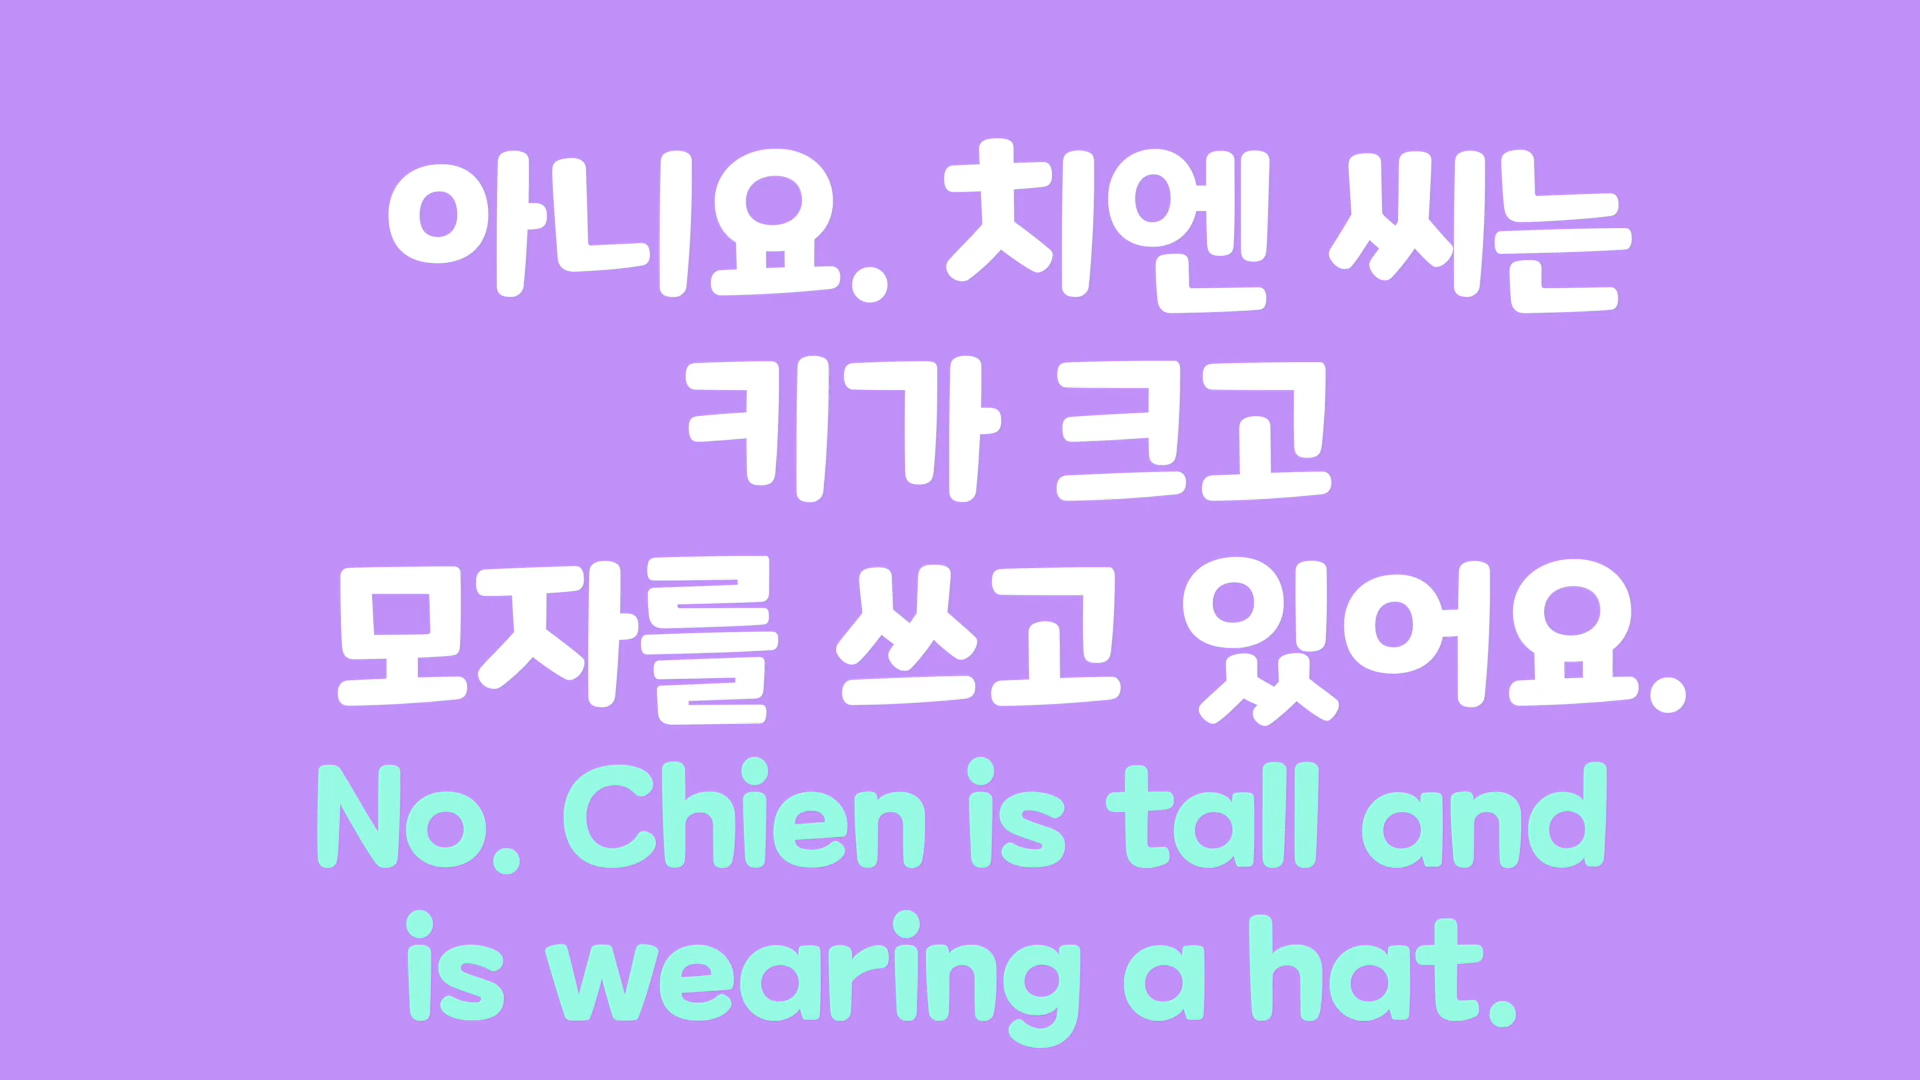 아니요. 치엔 씨는
키가 크고
모자를 쓰고 있어요.
No. Chien is tall and
is wearing a hat.